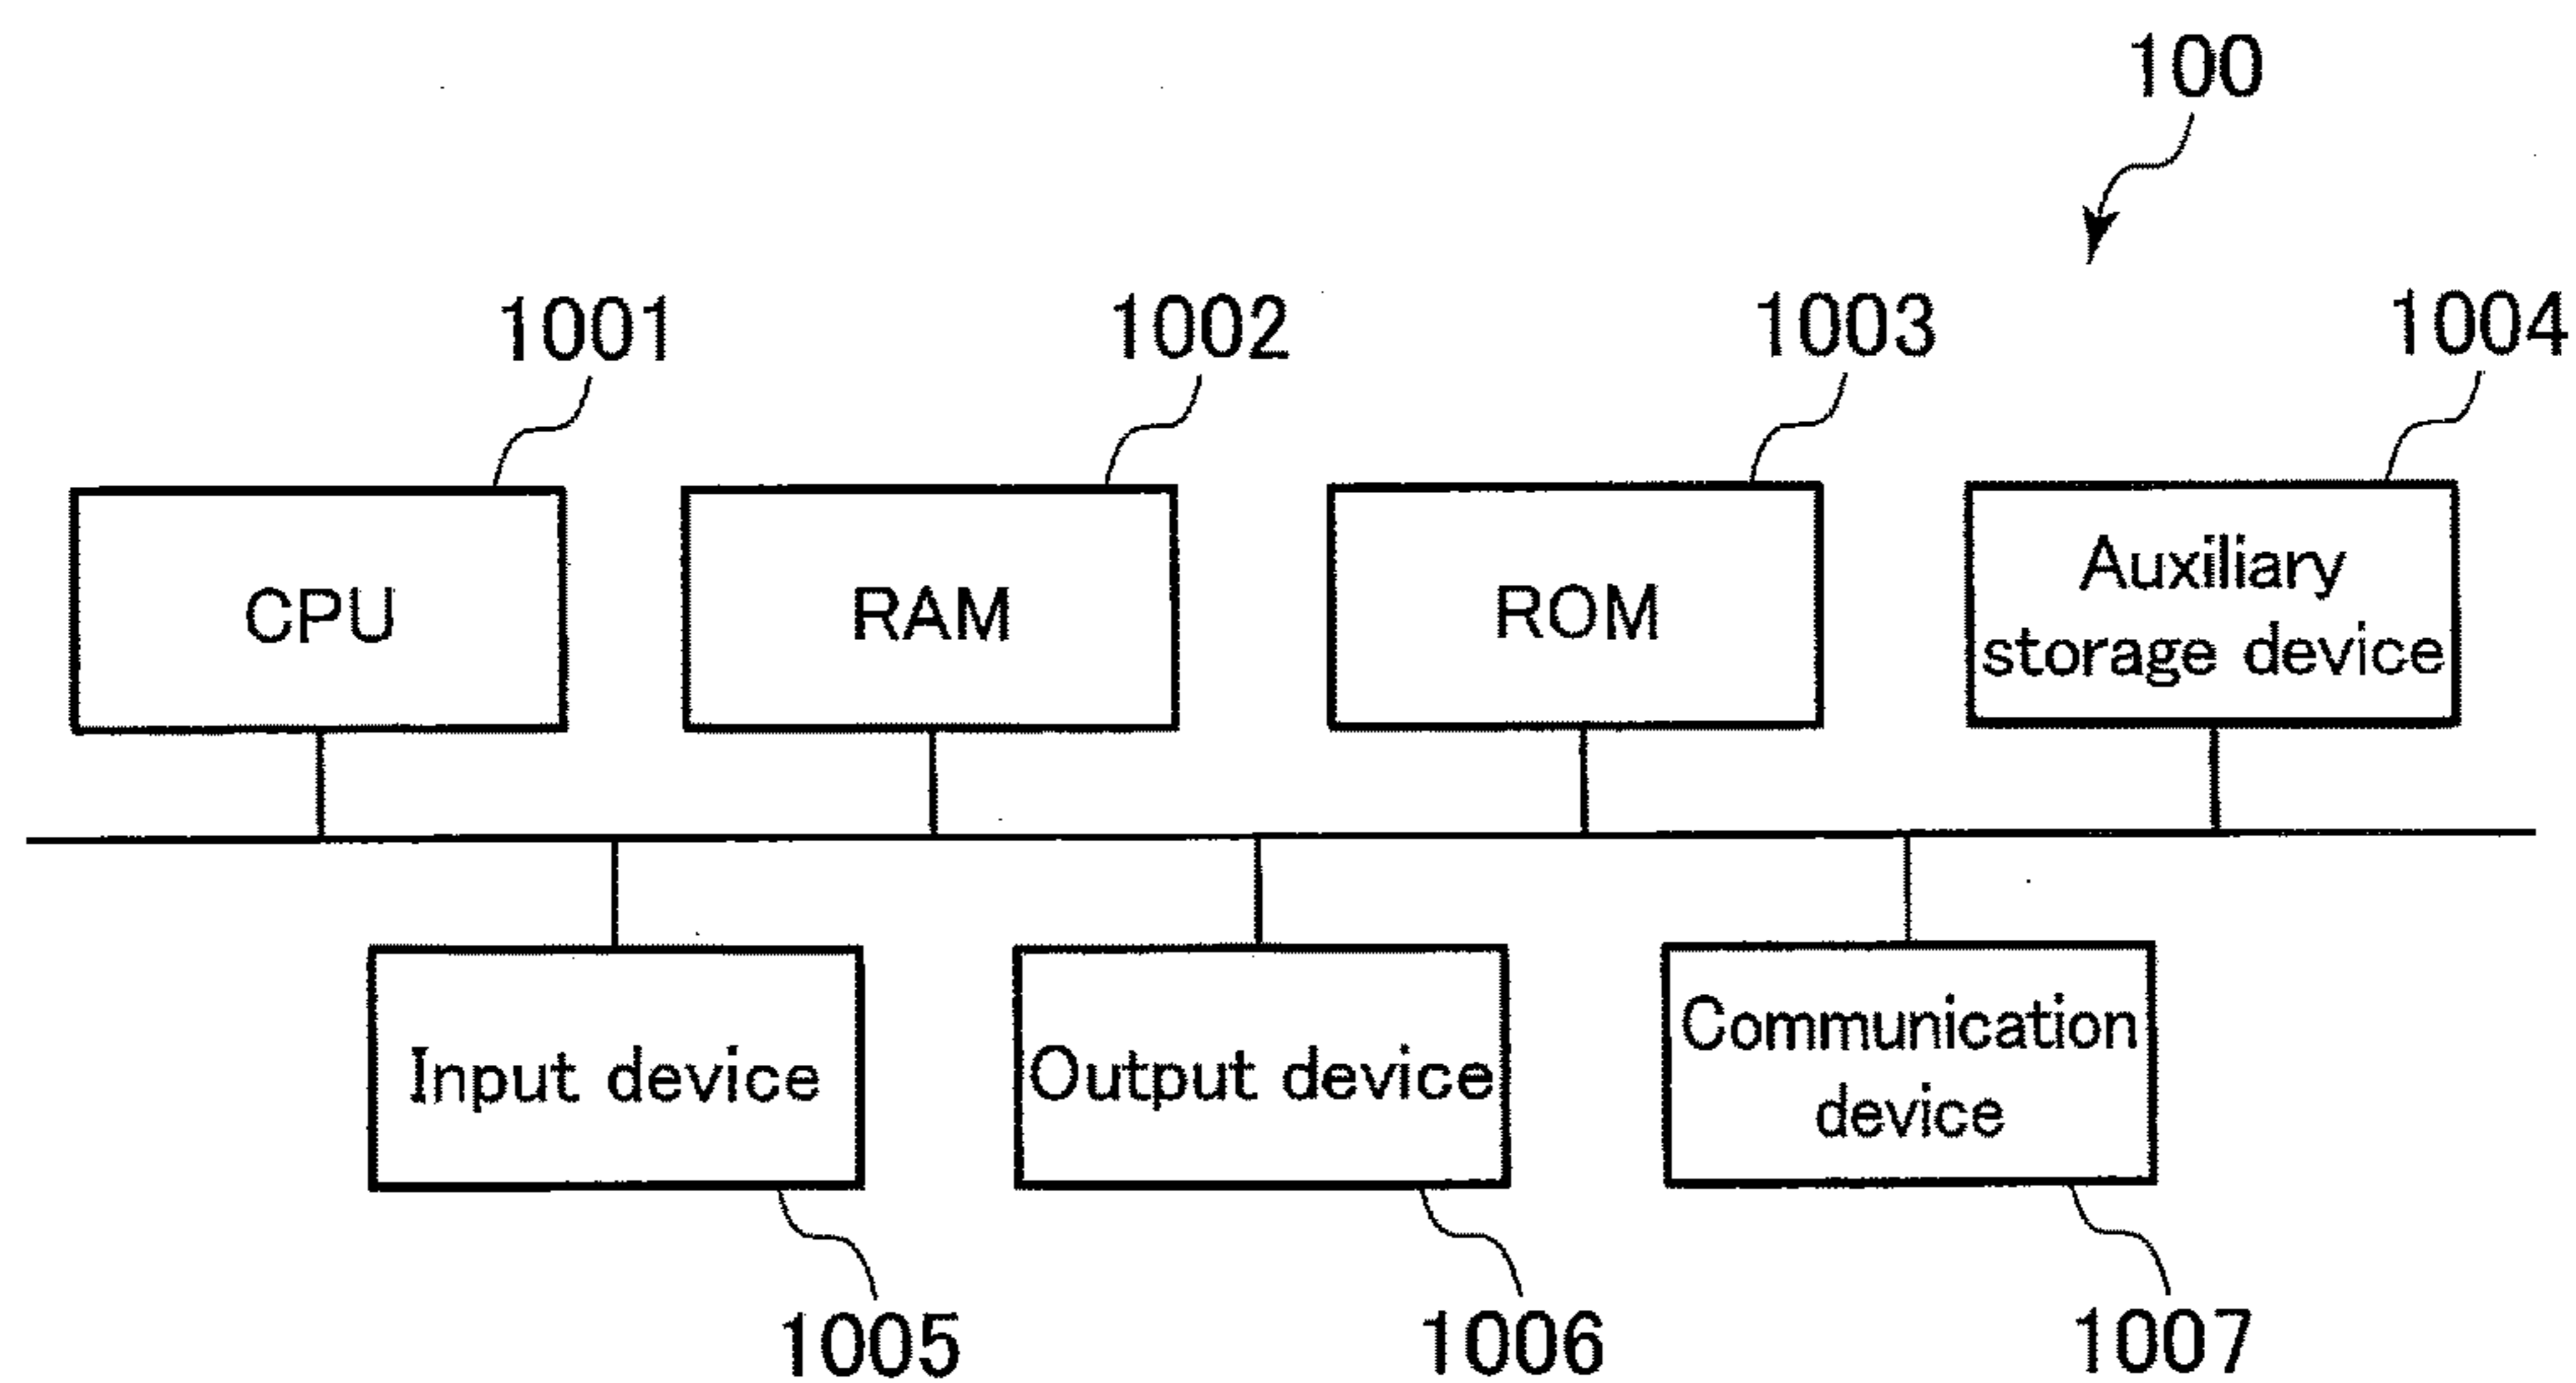 100
1001
1002
1003
1004
CPU
RAM
ROM
Auxiliary
storage device
Input device
Output device
Communication
device
1005
1006
1007